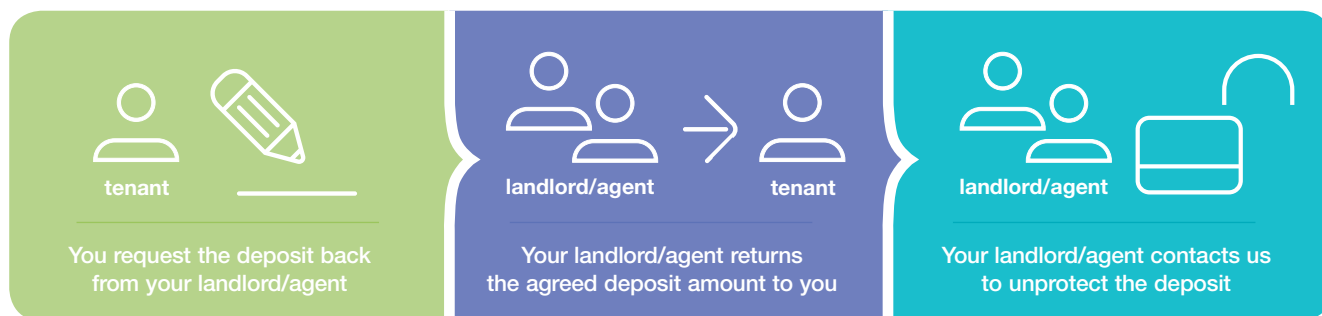 tenant
You request the deposit back
from your landlord/agent
landlord/agent
tenant
Your landlord/agent returns
the agreed deposit amount to you
landlord/agent
Your landlord/agent contacts us
to unprotect the deposit